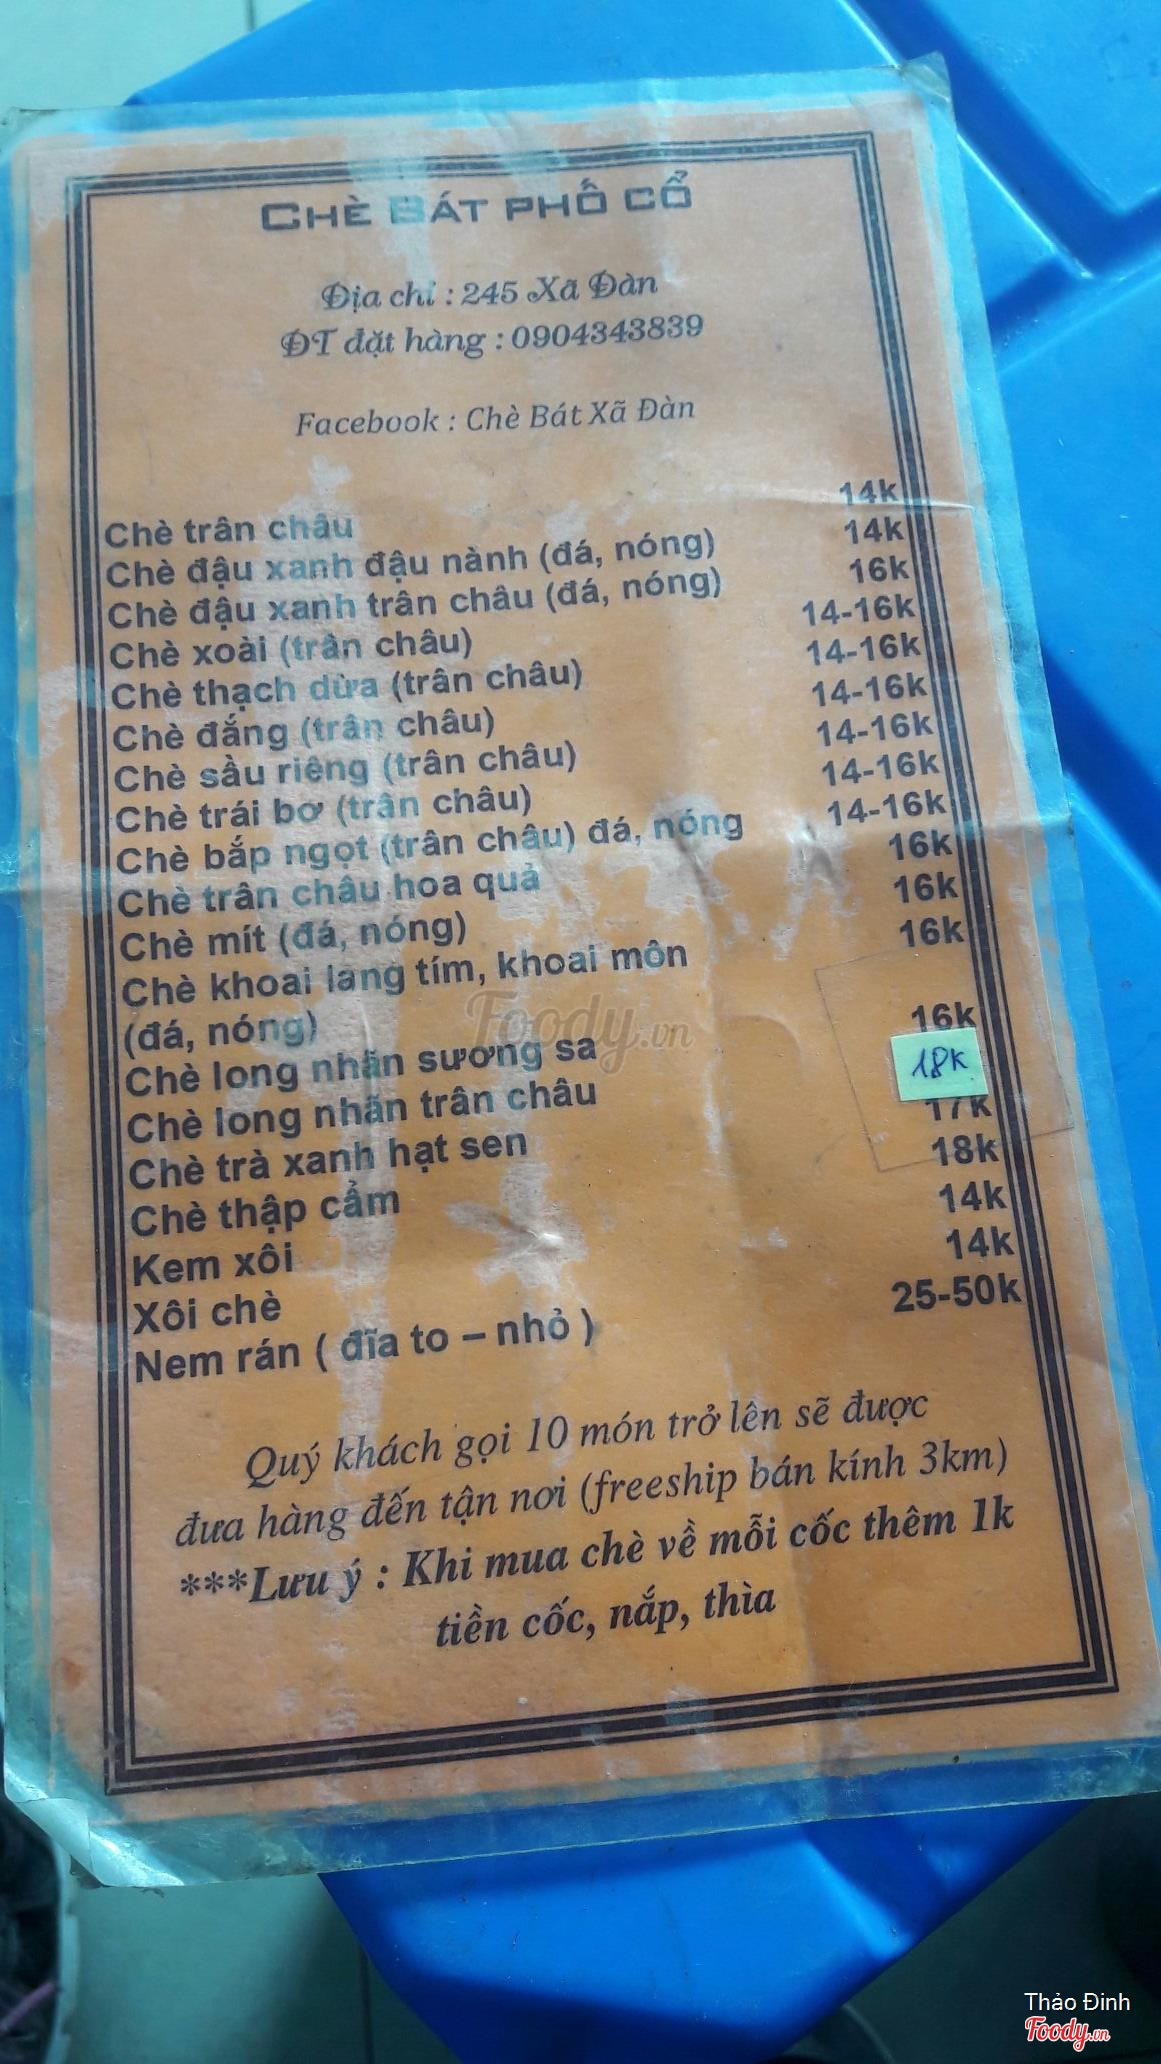 CHÈ BÁT PHỐ CỔ
Địa chỉ : 245 Xã Đàn
ĐT đặt hàng : 0904343839
Facebook : Chè Bát Xã Đàn
Chè trân châu 14k
Chè đậu xanh đậu nành (đá, nóng) 14k
Chè đậu xanh trân châu (đá, nóng) 16k
Chè xoài (trân châu) 14-16k
Chè thạch dừa (trân châu) 14-16k
Chè đắng (trân châu) 14-16k
Chè sầu riêng (trân châu) 14-16k
Chè trái bơ (trân châu) 14-16k
Chè bắp ngọt (trân châu) đá, nóng 14-16k
Chè trân châu hoa quả 16k
Chè mít (đá, nóng) 16k
Chè khoai lang tím, khoai môn 16k
(đá, nóng)
Chè long nhãn sương sa 16k
Chè long nhãn trân châu 18k
Chè trà xanh hạt sen 17k
Chè thập cẩm 18k
Kem xôi 14k
Xôi chè 14k
Nem rán ( đĩa to – nhỏ ) 25-50k
Quý khách gọi 10 món trở lên sẽ được
đưa hàng đến tận nơi (freeship bán kính 3km)
***Lưu ý : Khi mua chè về mỗi cốc thêm 1k
tiền cốc, nắp, thìa
Foody.vn
Thảo Đinh
Foody.vn